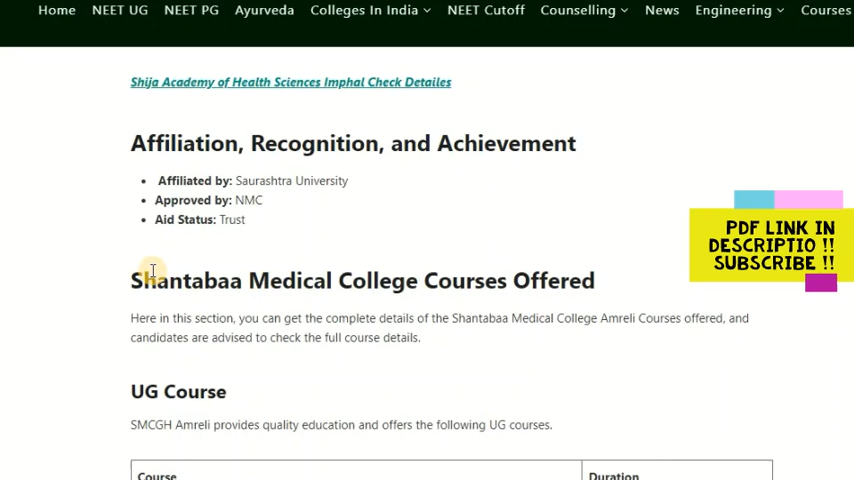 Home NEET UG NEET PG Ayurveda Colleges In India NEET Cutoff Counselling News Engineering Courses
Shija Academy of Health Sciences Imphal Check Detailes
Affiliation, Recognition, and Achievement
Affiliated by: Saurashtra University
Approved by: NMC
Aid Status: Trust
PDF LINK IN
DESCRIPTIO !!
SUBSCRIBE !!
Shantabaa Medical College Courses Offered
Here in this section, you can get the complete details of the Shantabaa Medical College Amreli Courses offered, and
candidates are advised to check the full course details.
UG Course
SMCGH Amreli provides quality education and offers the following UG courses.
Course Duration